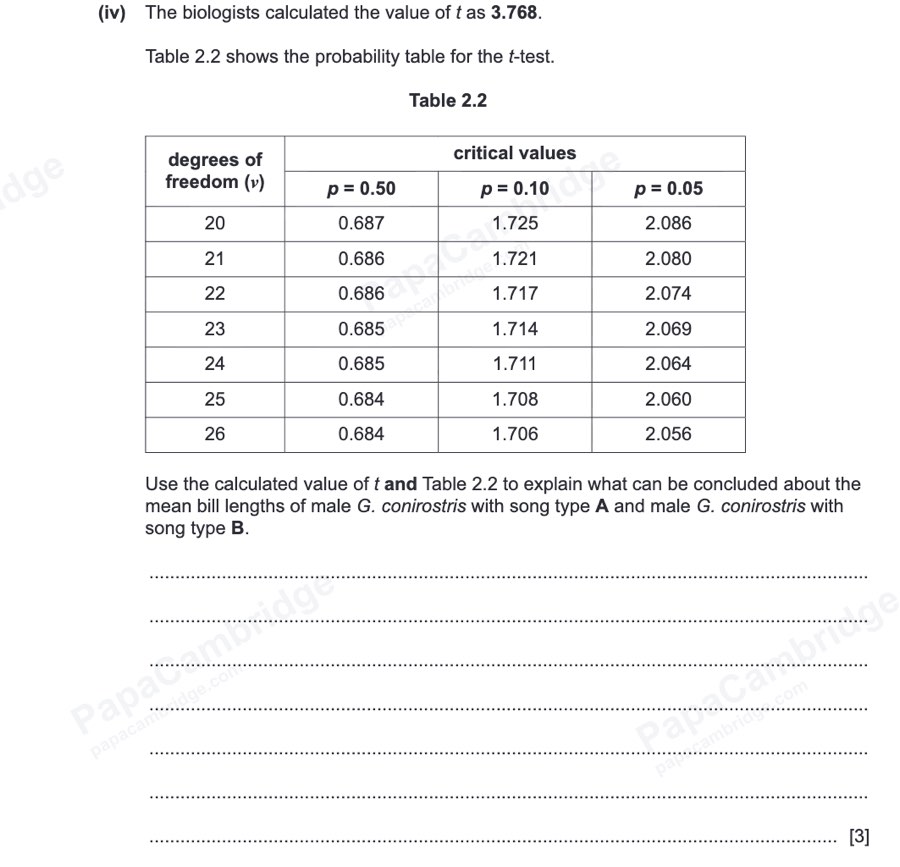 (iv) The biologists calculated the value of t as 3.768.
Table 2.2 shows the probability table for the t-test.
Table 2.2
degrees of freedom (v) critical values
p = 0.50 p = 0.10 p = 0.05
20 0.687 1.725 2.086
21 0.686 1.721 2.080
22 0.686 1.717 2.074
23 0.685 1.714 2.069
24 0.685 1.711 2.064
25 0.684 1.708 2.060
26 0.684 1.706 2.056
Use the calculated value of t and Table 2.2 to explain what can be concluded about the
mean bill lengths of male G. conirostris with song type A and male G. conirostris with
song type B.
[3]
dge
PapaCambridge
papacambridge.com
PapaCambridge
papacambridge.com
PapaCambridge
papacambridge.com